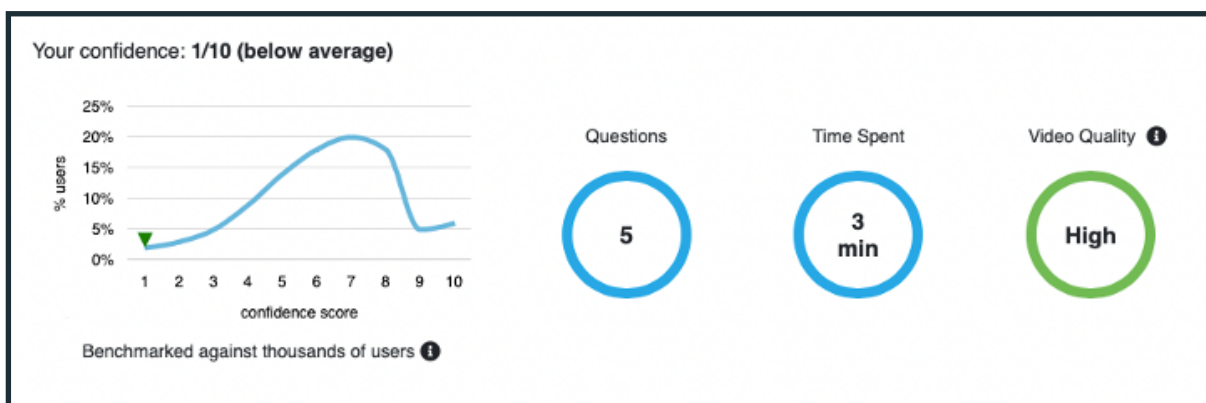 Your confidence: 1/10 (below average)
25%
20%
15%
10%
5%
0%
% users
1 2 3 4 5 6 7 8 9 10
confidence score
Benchmarked against thousands of users
Questions
5
Time Spent
3
min
Video Quality
High